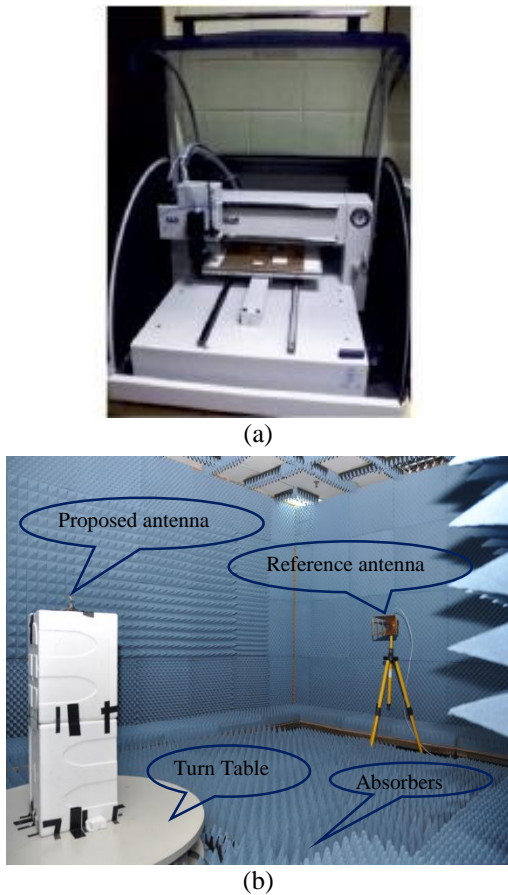 (a)
Proposed antenna
Reference antenna
Turn Table
Absorbers
(b)